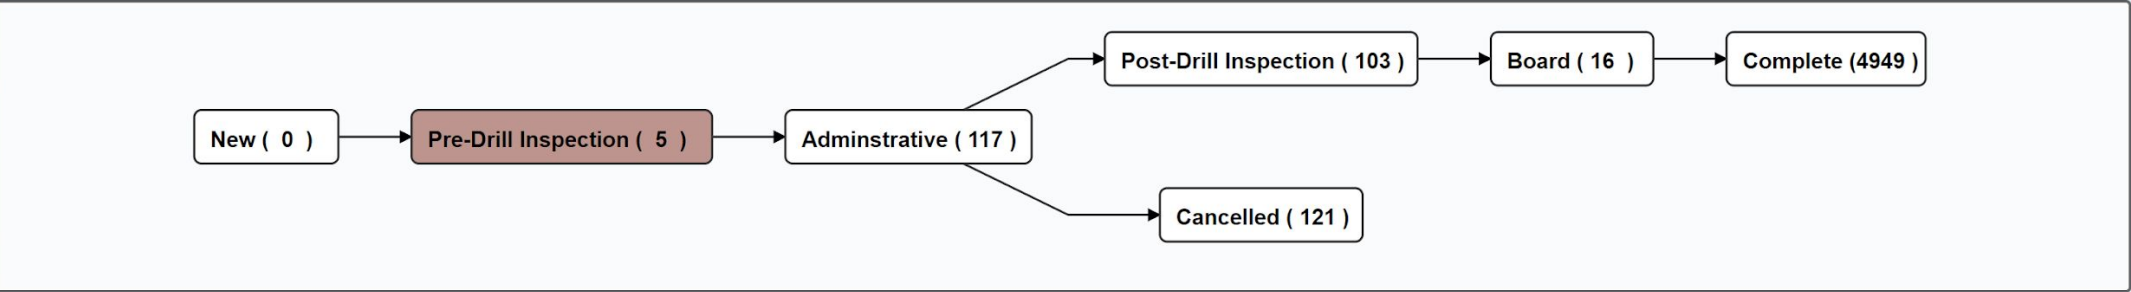 New ( 0 )
Pre-Drill Inspection ( 5 )
Adminstrative ( 117 )
Post-Drill Inspection ( 103 )
Board ( 16 )
Complete (4949 )
Cancelled ( 121 )